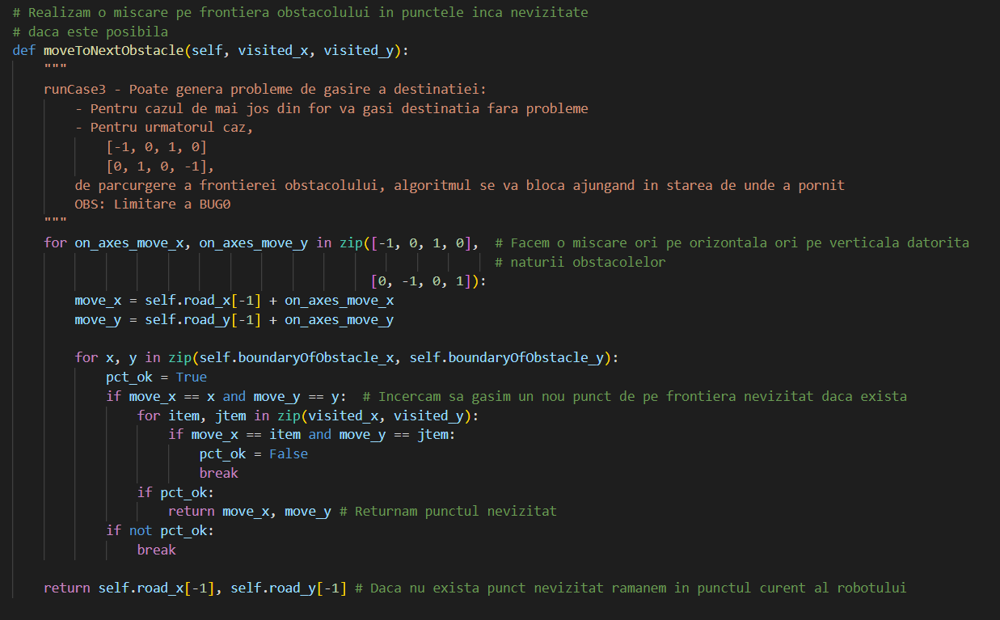 # Realizam o miscare pe frontiera obstacolului in punctele inca nevizitate
# daca este posibila
def moveToNextObstacle(self, visited_x, visited_y):
    """
    runCase3 - Poate genera probleme de gasire a destinatiei:
        - Pentru cazul de mai jos din for va gasi destinatia fara probleme
        - Pentru urmatorul caz,
            [-1, 0, 1, 0]
            [0, 1, 0, -1],
        de parcurgere a frontierei obstacolului, algoritmul se va bloca ajungand in starea de unde a pornit
        OBS: Limitare a BUG0
    """
    for on_axes_move_x, on_axes_move_y in zip([-1, 0, 1, 0],  # Facem o miscare ori pe orizontala ori pe verticala datorita
                                                              # naturii obstacolelor
                                              [0, -1, 0, 1]):
        move_x = self.road_x[-1] + on_axes_move_x
        move_y = self.road_y[-1] + on_axes_move_y

        for x, y in zip(self.boundaryOfObstacle_x, self.boundaryOfObstacle_y):
            pct_ok = True
            if move_x == x and move_y == y:  # Incercam sa gasim un nou punct de pe frontiera nevizitat daca exista
                for item, jtem in zip(visited_x, visited_y):
                    if move_x == item and move_y == jtem:
                        pct_ok = False
                        break
                if pct_ok:
                    return move_x, move_y # Returnam punctul nevizitat
            if not pct_ok:
                break

    return self.road_x[-1], self.road_y[-1] # Daca nu exista punct nevizitat ramanem in punctul curent al robotului